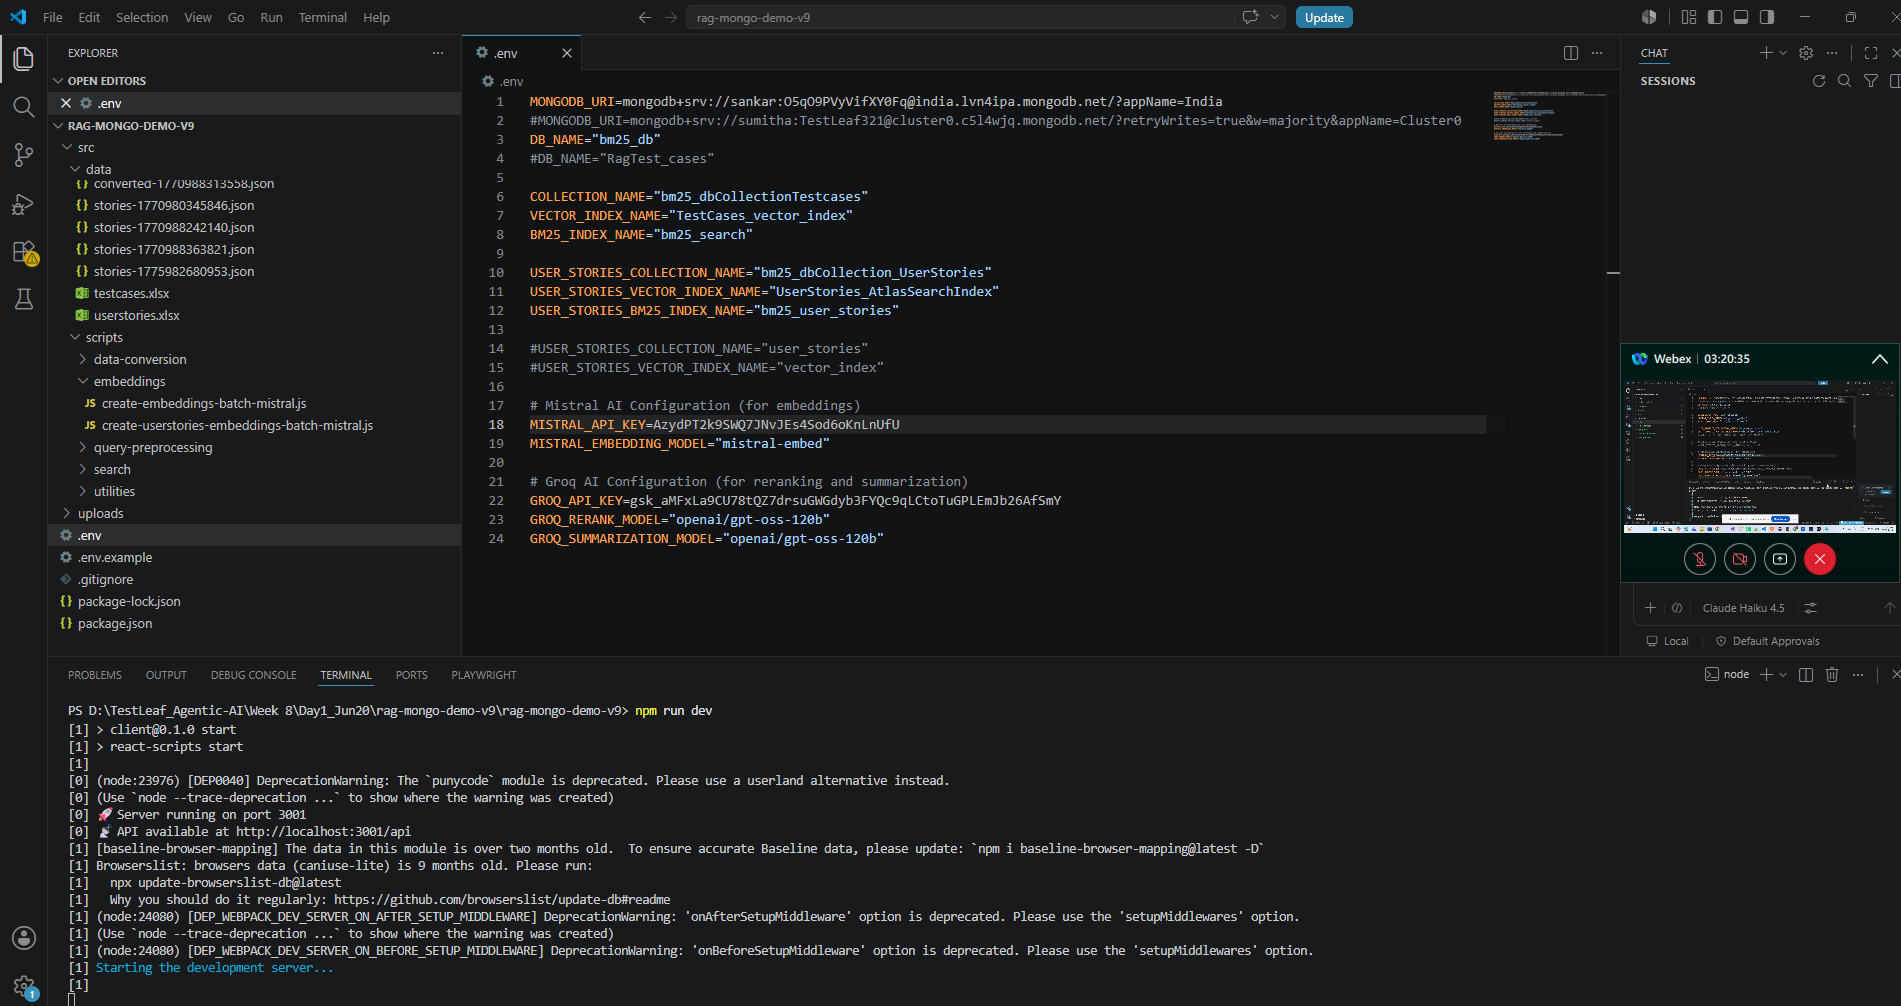 File Edit Selection View Go Run Terminal Help
rag-mongo-demo-v9
Update
EXPLORER
OPEN EDITORS
.env
RAG-MONGO-DEMO-V9
src
data
converted-1770988313558.json
stories-1770980345846.json
stories-1770988242140.json
stories-1770988363821.json
stories-1775982680953.json
testcases.xlsx
userstories.xlsx
scripts
data-conversion
embeddings
JS create-embeddings-batch-mistral.js
JS create-userstories-embeddings-batch-mistral.js
query-preprocessing
search
utilities
uploads
.env
.env.example
.gitignore
package-lock.json
package.json
1
.env
.env
1 MONGODB_URI=mongodb+srv://sankar:O5qO9PVyVifXY0Fq@india.lvn4ipa.mongodb.net/?appName=India
2 #MONGODB_URI=mongodb+srv://sumitha:TestLeaf321@cluster0.c5l4wjq.mongodb.net/?retryWrites=true&w=majority&appName=Cluster0
3 DB_NAME="bm25_db"
4 #DB_NAME="RagTest_cases"
5
6 COLLECTION_NAME="bm25_dbCollectionTestcases"
7 VECTOR_INDEX_NAME="TestCases_vector_index"
8 BM25_INDEX_NAME="bm25_search"
9
10 USER_STORIES_COLLECTION_NAME="bm25_dbCollection_UserStories"
11 USER_STORIES_VECTOR_INDEX_NAME="UserStories_AtlasSearchIndex"
12 USER_STORIES_BM25_INDEX_NAME="bm25_user_stories"
13
14 #USER_STORIES_COLLECTION_NAME="user_stories"
15 #USER_STORIES_VECTOR_INDEX_NAME="vector_index"
16
17 # Mistral AI Configuration (for embeddings)
18 MISTRAL_API_KEY=AzydPT2k9SWQ7JNvJEs4Sod6oKnLnUfU
19 MISTRAL_EMBEDDING_MODEL="mistral-embed"
20
21 # Groq AI Configuration (for reranking and summarization)
22 GROQ_API_KEY=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
23 GROQ_RERANK_MODEL="openai/gpt-oss-120b"
24 GROQ_SUMMARIZATION_MODEL="openai/gpt-oss-120b"
CHAT
SESSIONS
Webex | 03:20:35
Claude Haiku 4.5
Local
Default Approvals
PROBLEMS OUTPUT DEBUG CONSOLE TERMINAL PORTS PLAYWRIGHT
node
PS D:\TestLeaf_Agentic-AI\Week 8\Day1_Jun20\rag-mongo-demo-v9\rag-mongo-demo-v9> npm run dev
[1] > client@0.1.0 start
[1] > react-scripts start
[1]
[0] (node:23976) [DEP0040] DeprecationWarning: The `punycode` module is deprecated. Please use a userland alternative instead.
[0] (Use `node --trace-deprecation ...` to show where the warning was created)
[0] 🚀 Server running on port 3001
[0] 📡 API available at http://localhost:3001/api
[1] [baseline-browser-mapping] The data in this module is over two months old.  To ensure accurate Baseline data, please update: `npm i baseline-browser-mapping@latest -D`
[1] Browserslist: browsers data (caniuse-lite) is 9 months old. Please run:
[1]   npx update-browserslist-db@latest
[1]   Why you should do it regularly: https://github.com/browserslist/update-db#readme
[1] (node:24080) [DEP_WEBPACK_DEV_SERVER_ON_AFTER_SETUP_MIDDLEWARE] DeprecationWarning: 'onAfterSetupMiddleware' option is deprecated. Please use the 'setupMiddlewares' option.
[1] (Use `node --trace-deprecation ...` to show where the warning was created)
[1] (node:24080) [DEP_WEBPACK_DEV_SERVER_ON_BEFORE_SETUP_MIDDLEWARE] DeprecationWarning: 'onBeforeSetupMiddleware' option is deprecated. Please use the 'setupMiddlewares' option.
[1] Starting the development server...
[1]